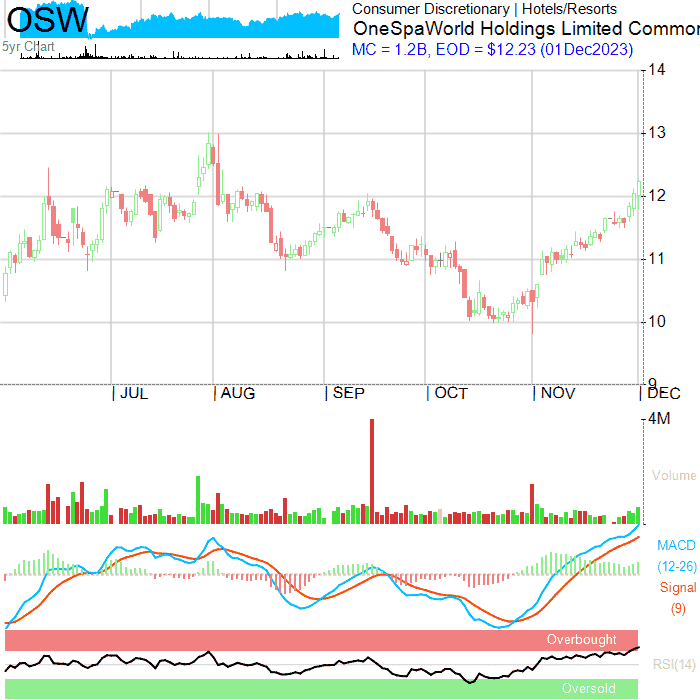 OSW
5yr Chart
Consumer Discretionary | Hotels/Resorts
OneSpaWorld Holdings Limited Common
MC = 1.2B, EOD = $12.23 (01Dec2023)
14
13
12
11
10
9
| JUL | AUG | SEP | OCT | NOV | DEC
4M
Volume
MACD
(12-26)
Signal
(9)
Overbought
RSI(14)
Oversold